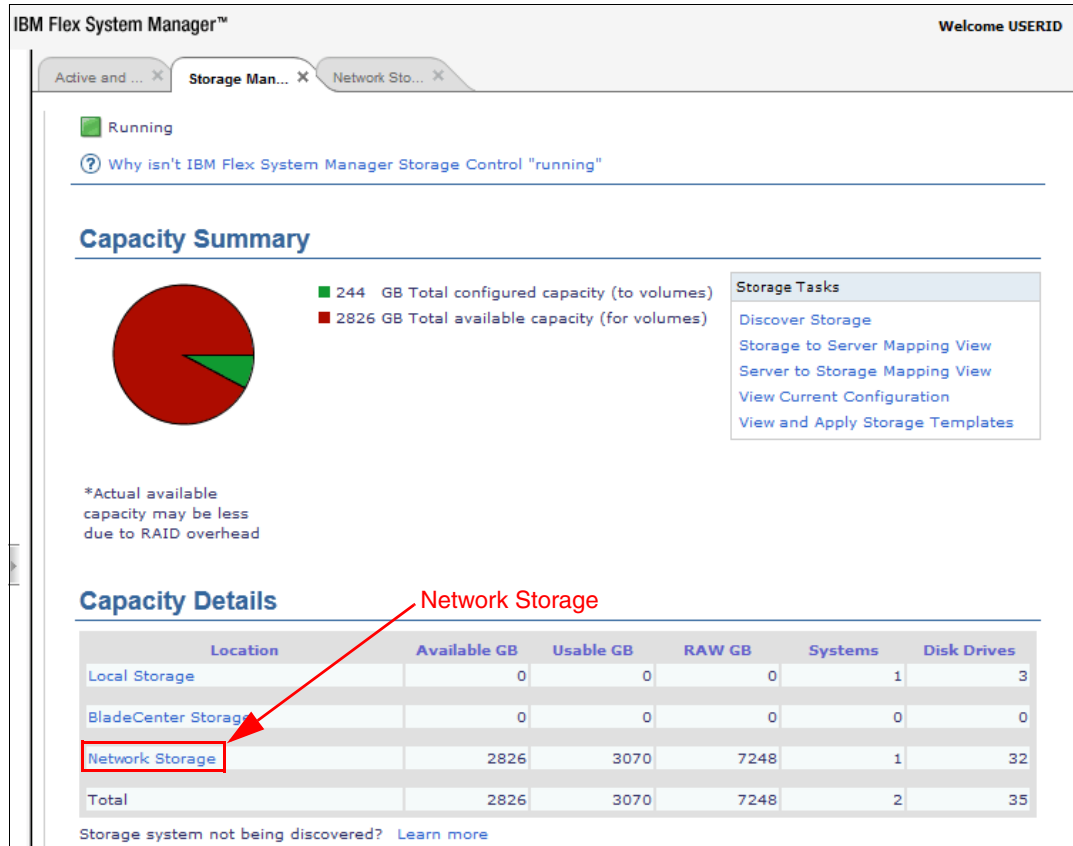 IBM Flex System Manager™
Welcome USERID
Active and ... Storage Man... Network Sto...
Running
Why isn't IBM Flex System Manager Storage Control "running"
Capacity Summary
244 GB Total configured capacity (to volumes)
2826 GB Total available capacity (for volumes)
Storage Tasks
Discover Storage
Storage to Server Mapping View
Server to Storage Mapping View
View Current Configuration
View and Apply Storage Templates
*Actual available
capacity may be less
due to RAID overhead
Capacity Details
Network Storage
Location Available GB Usable GB RAW GB Systems Disk Drives
Local Storage 0 0 0 1 3
BladeCenter Storage 0 0 0 0 0
Network Storage 2826 3070 7248 1 32
Total 2826 3070 7248 2 35
Storage system not being discovered? Learn more